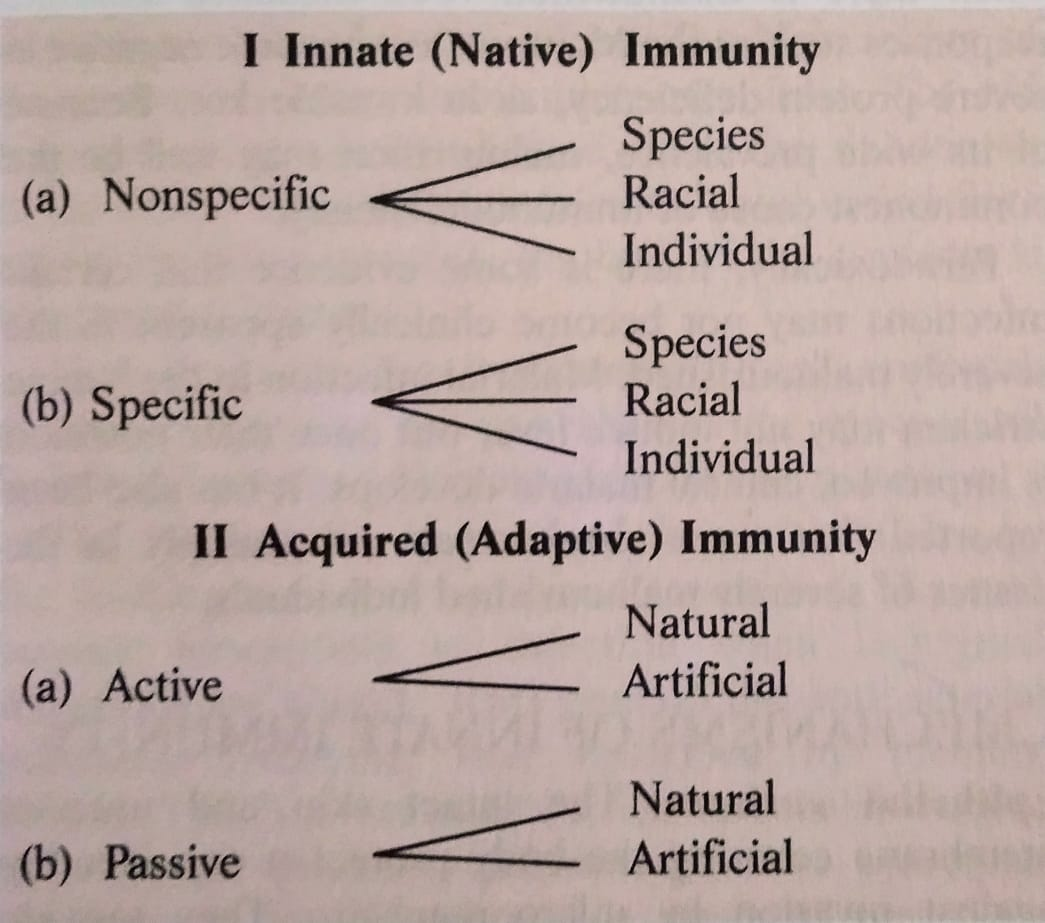 I Innate (Native) Immunity
Species
(a) Nonspecific Racial
Individual
Species
(b) Specific Racial
Individual
II Acquired (Adaptive) Immunity
Natural
(a) Active Artificial
Natural
(b) Passive Artificial